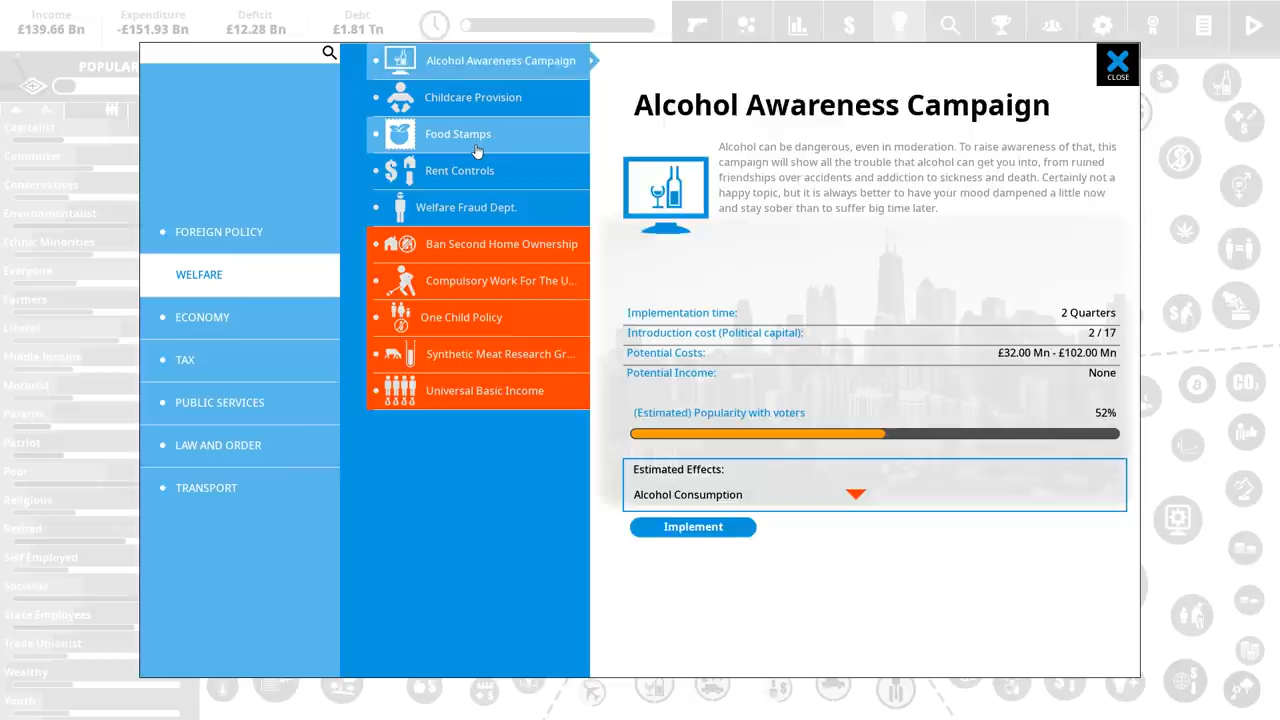 Income
Expenditure
Deficit
Debt
£139.66 Bn
-£151.93 Bn
£12.28 Bn
£1.81 Tn
POPULAR
Capitalist
Commuter
Conservatives
Environmentalist
Ethnic Minorities
Everyone
Farmers
Liberal
Middle Income
Motorist
Parents
Patriot
Poor
Religious
Retired
Self Employed
Socialist
State Employees
Trade Unionist
Wealthy
Youth
FOREIGN POLICY
WELFARE
ECONOMY
TAX
PUBLIC SERVICES
LAW AND ORDER
TRANSPORT
Alcohol Awareness Campaign
Childcare Provision
Food Stamps
Rent Controls
Welfare Fraud Dept.
Ban Second Home Ownership
Compulsory Work For The U...
One Child Policy
Synthetic Meat Research Gr...
Universal Basic Income
CLOSE
Alcohol Awareness Campaign
Alcohol can be dangerous, even in moderation. To raise awareness of that, this
campaign will show all the trouble that alcohol can get you into, from ruined
friendships over accidents and addiction to sickness and death. Certainly not a
happy topic, but it is always better to have your mood dampened a little now
and stay sober than to suffer big time later.
Implementation time: 2 Quarters
Introduction cost (Political capital): 2 / 17
Potential Costs: £32.00 Mn - £102.00 Mn
Potential Income: None
(Estimated) Popularity with voters 52%
Estimated Effects:
Alcohol Consumption
Implement
CO₂